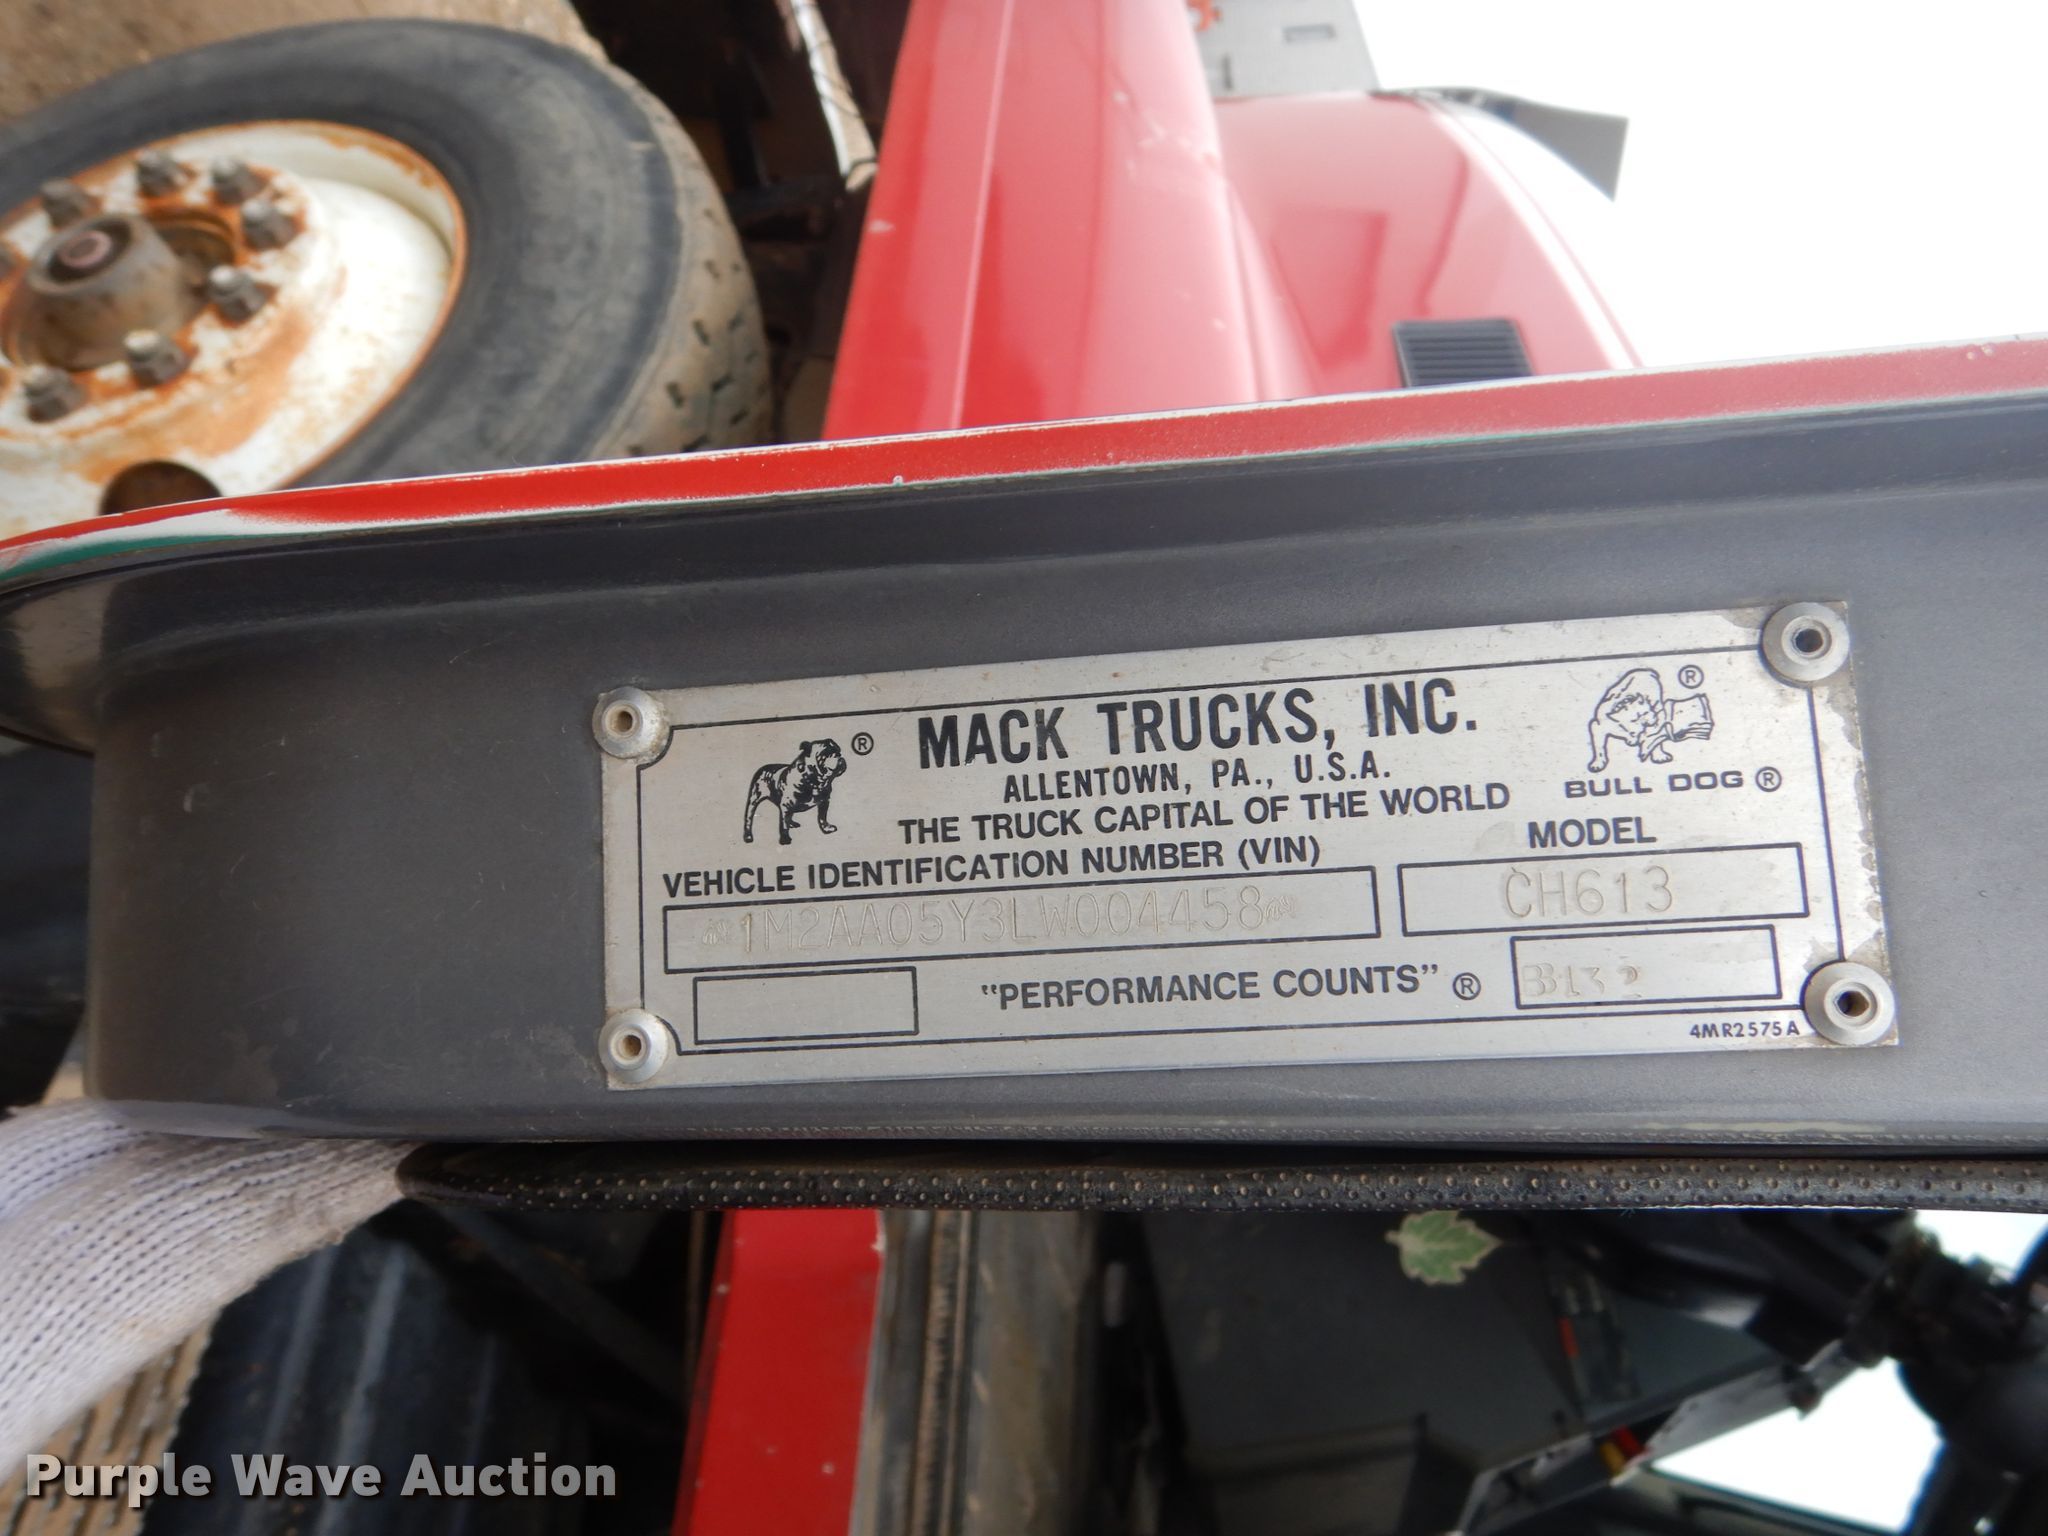 MACK TRUCKS, INC.
ALLENTOWN, PA., U.S.A.
THE TRUCK CAPITAL OF THE WORLD
® BULL DOG ®
VEHICLE IDENTIFICATION NUMBER (VIN) MODEL
1M2AA05Y3LW004458 CH613
"PERFORMANCE COUNTS" ®
4MR2575A
Purple Wave Auction